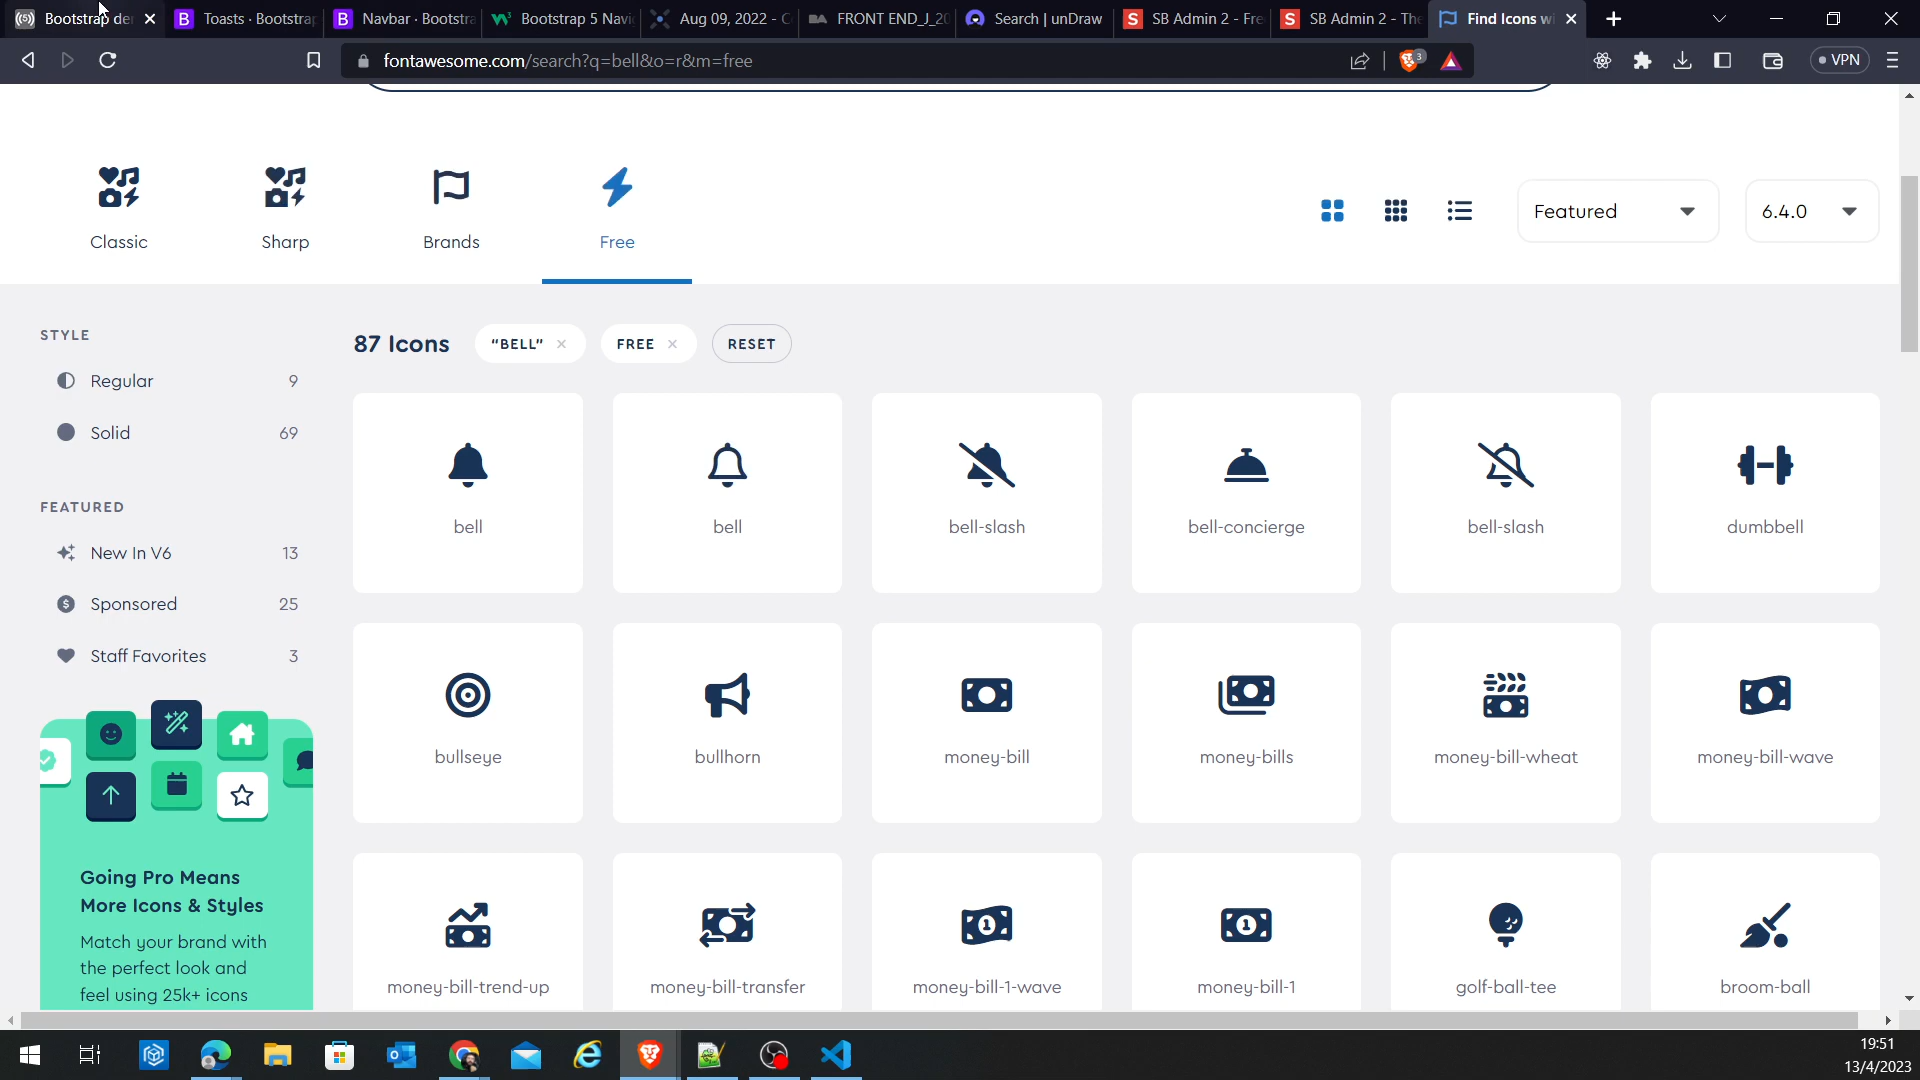 Bootstrap der
Toasts · Bootstrap
Navbar · Bootstra
Bootstrap 5 Navi
Aug 09, 2022 - C
FRONT END_J_20
Search | unDraw
SB Admin 2 - Fre
SB Admin 2 - The
Find Icons wi
fontawesome.com/search?q=bell&o=r&m=free
3
VPN
Classic
Sharp
Brands
Free
Featured
6.4.0
STYLE
Regular 9
Solid 69
FEATURED
New In V6 13
Sponsored 25
Staff Favorites 3
Going Pro Means
More Icons & Styles
Match your brand with
the perfect look and
feel using 25k+ icons
87 Icons
“BELL”
FREE
RESET
bell
bell
bell-slash
bell-concierge
bell-slash
dumbbell
bullseye
bullhorn
money-bill
money-bills
money-bill-wheat
money-bill-wave
money-bill-trend-up
money-bill-transfer
money-bill-1-wave
money-bill-1
golf-ball-tee
broom-ball
19:51
13/4/2023